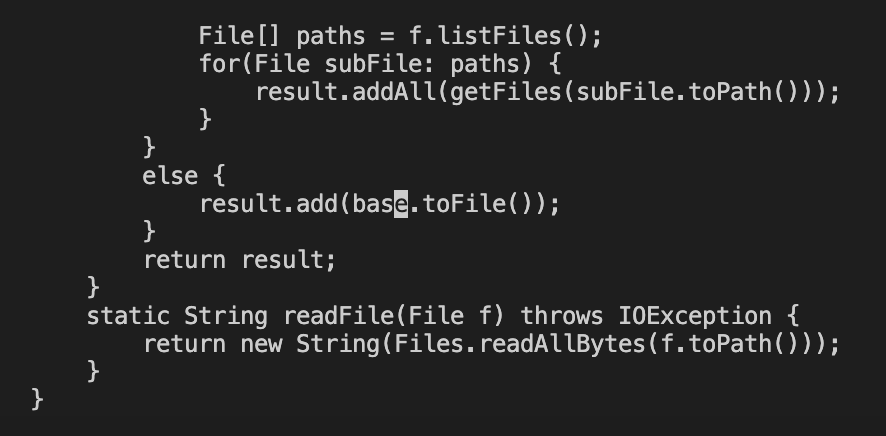 File[] paths = f.listFiles();
            for(File subFile: paths) {
                result.addAll(getFiles(subFile.toPath()));
            }
        }
        else {
            result.add(base.toFile());
        }
        return result;
    }
    static String readFile(File f) throws IOException {
        return new String(Files.readAllBytes(f.toPath()));
    }
}